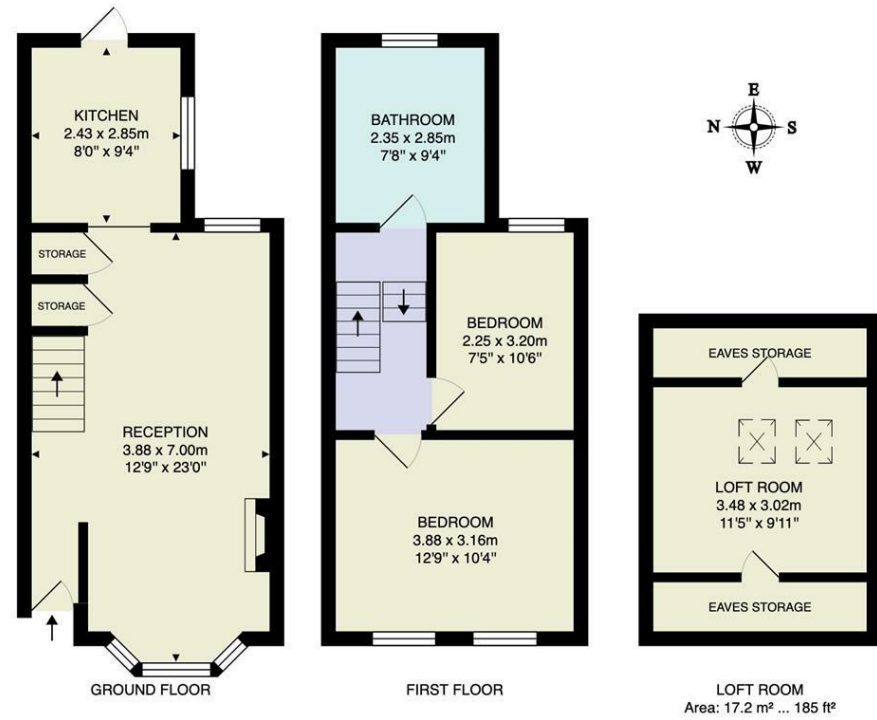 KITCHEN
2.43 x 2.85m
8'0" x 9'4"
STORAGE
STORAGE
RECEPTION
3.88 x 7.00m
12'9" x 23'0"
GROUND FLOOR
BATHROOM
2.35 x 2.85m
7'8" x 9'4"
BEDROOM
2.25 x 3.20m
7'5" x 10'6"
BEDROOM
3.88 x 3.16m
12'9" x 10'4"
FIRST FLOOR
E
N S
W
EAVES STORAGE
LOFT ROOM
3.48 x 3.02m
11'5" x 9'11"
EAVES STORAGE
LOFT ROOM
Area: 17.2 m² ... 185 ft²